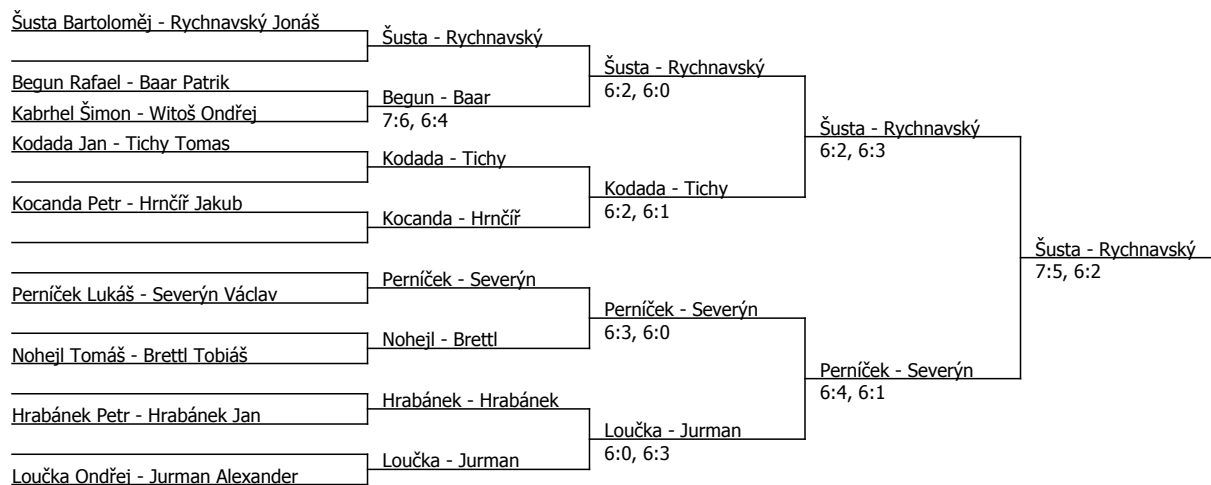 Šusta Bartoloměj - Rychnavský Jonáš
Begun Rafael - Baar Patrik
Kabrhel Šimon - Witoš Ondřej
Kodada Jan - Tichy Tomas
Kocanda Petr - Hrnčíř Jakub
Perníček Lukáš - Severýn Václav
Nohejl Tomáš - Brettl Tobiáš
Hrabánek Petr - Hrabánek Jan
Loučka Ondřej - Jurman Alexander
Šusta - Rychnavský
Begun - Baar
7:6, 6:4
Kodada - Tichy
Kocanda - Hrnčíř
Perníček - Severýn
Nohejl - Brettl
Hrabánek - Hrabánek
Loučka - Jurman
Šusta - Rychnavský
6:2, 6:0
Kodada - Tichy
6:2, 6:1
Perníček - Severýn
6:3, 6:0
Loučka - Jurman
6:0, 6:3
Šusta - Rychnavský
6:2, 6:3
Perníček - Severýn
6:4, 6:1
Šusta - Rychnavský
7:5, 6:2